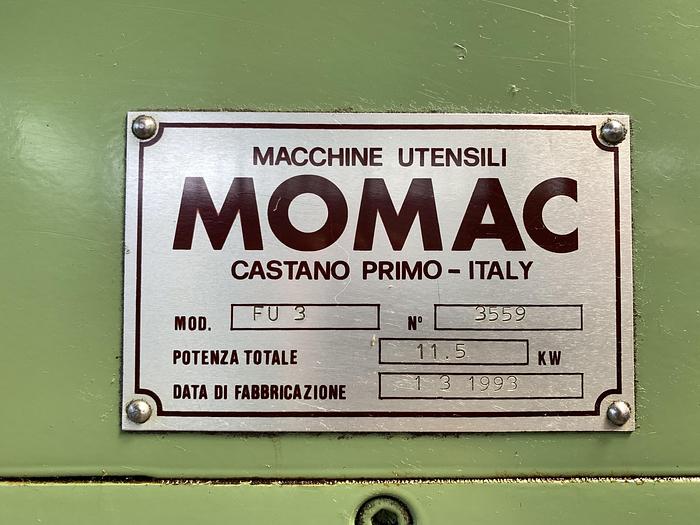 MACCHINE UTENSILI
MOMAC
CASTANO PRIMO – ITALY
MOD. FU 3 N° 3559
POTENZA TOTALE 11.5 KW
DATA DI FABBRICAZIONE 1 3 1993